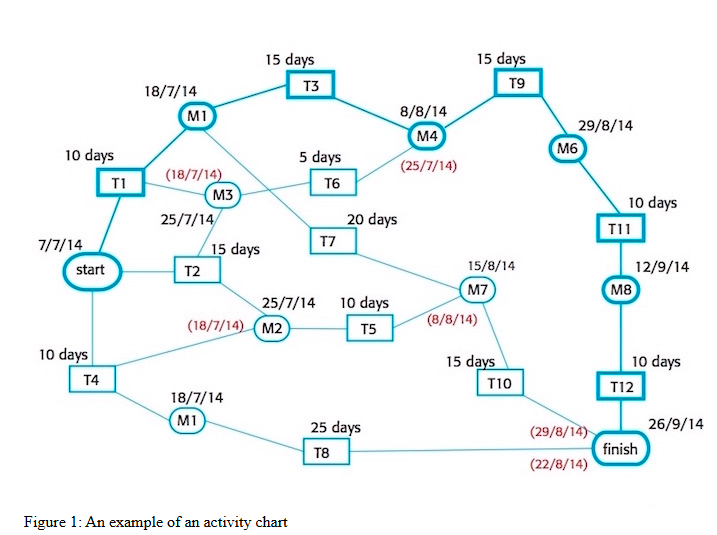 15 days
15 days
T3
T9
18/7/14
M1
8/8/14
M4
29/8/14
M6
(25/7/14)
10 days
T1
(18/7/14)
M3
5 days
T6
25/7/14
10 days
T11
20 days
T7
7/7/14
start
15 days
T2
15/8/14
M7
12/9/14
M8
25/7/14
(18/7/14)
M2
10 days
T5
(8/8/14)
10 days
T4
15 days
T10
10 days
T12
18/7/14
M1
25 days
T8
(29/8/14)
26/9/14
finish
(22/8/14)
Figure 1: An example of an activity chart